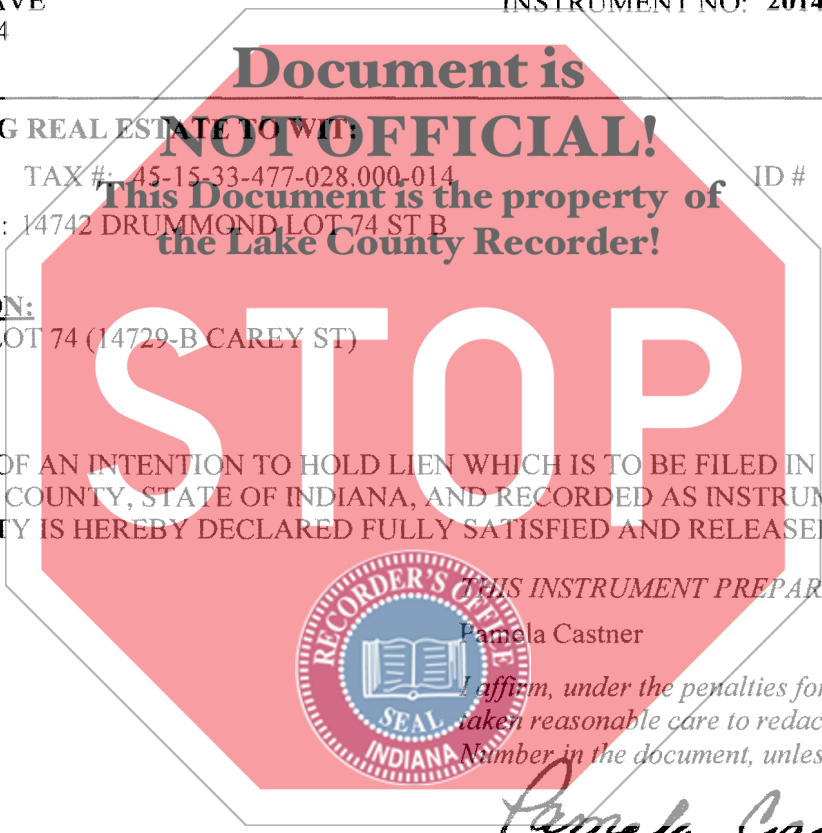 AVE INSTRUMENT NO: 2014
4
Document is
NOT OFFICIAL!
G REAL ESTATE TO WIT:
TAX #: 45-15-33-477-028.000-014 ID #
This Document is the property of
: 14742 DRUMMOND LOT 74 ST B
the Lake County Recorder!
N:
LOT 74 (14729-B CAREY ST)
STOP
OF AN INTENTION TO HOLD LIEN WHICH IS TO BE FILED IN
COUNTY, STATE OF INDIANA, AND RECORDED AS INSTRUM
TY IS HEREBY DECLARED FULLY SATISFIED AND RELEASE
RECORDER'S OFFICE
SEAL
INDIANA
THIS INSTRUMENT PREPAR
Pamela Castner
I affirm, under the penalties for
taken reasonable care to redac
Number in the document, unles
Pamela Cas